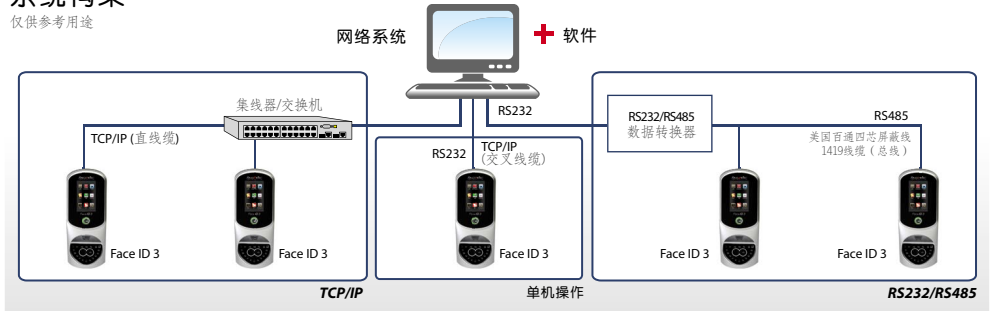 系统构架
仅供参考用途
网络系统
软件
集线器/交换机
TCP/IP (直线缆)
Face ID 3
Face ID 3
TCP/IP
RS232
RS232
TCP/IP
(交叉线缆)
Face ID 3
单机操作
RS232/RS485
数据转换器
RS485
美国百通四芯屏蔽线
1419线缆（总线）
Face ID 3
Face ID 3
RS232/RS485